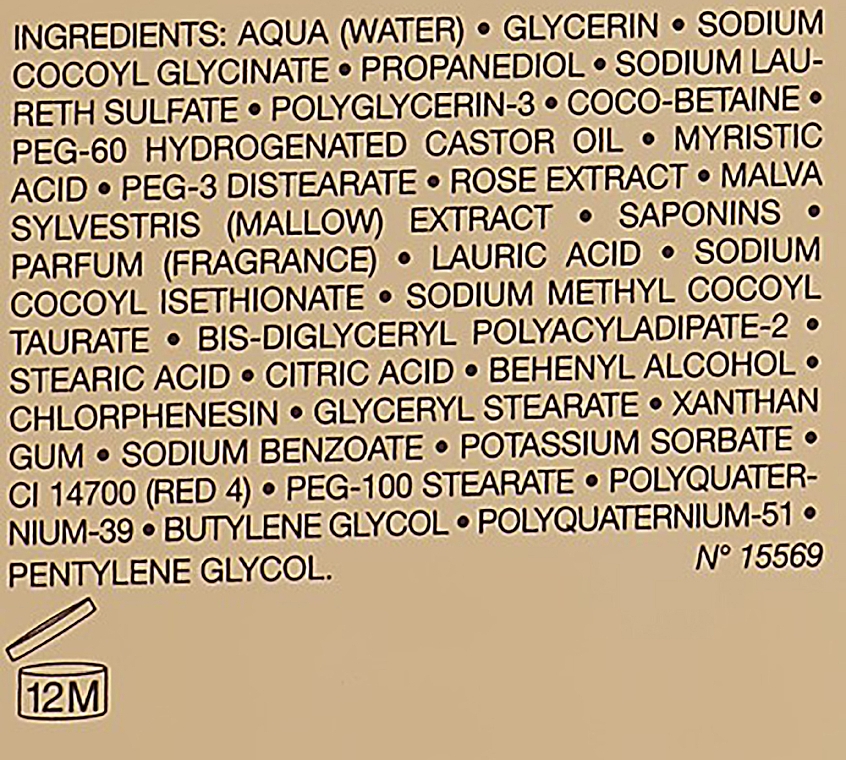 INGREDIENTS: AQUA (WATER) • GLYCERIN • SODIUM
COCOYL GLYCINATE • PROPANEDIOL • SODIUM LAU-
RETH SULFATE • POLYGLYCERIN-3 • COCO-BETAINE •
PEG-60 HYDROGENATED CASTOR OIL • MYRISTIC
ACID • PEG-3 DISTEARATE • ROSE EXTRACT • MALVA
SYLVESTRIS (MALLOW) EXTRACT • SAPONINS •
PARFUM (FRAGRANCE) • LAURIC ACID • SODIUM
COCOYL ISETHIONATE • SODIUM METHYL COCOYL
TAURATE • BIS-DIGLYCERYL POLYACYLADIPATE-2 •
STEARIC ACID • CITRIC ACID • BEHENYL ALCOHOL •
CHLORPHENESIN • GLYCERYL STEARATE • XANTHAN
GUM • SODIUM BENZOATE • POTASSIUM SORBATE •
CI 14700 (RED 4) • PEG-100 STEARATE • POLYQUATER-
NIUM-39 • BUTYLENE GLYCOL • POLYQUATERNIUM-51 •
PENTYLENE GLYCOL. N° 15569
12M